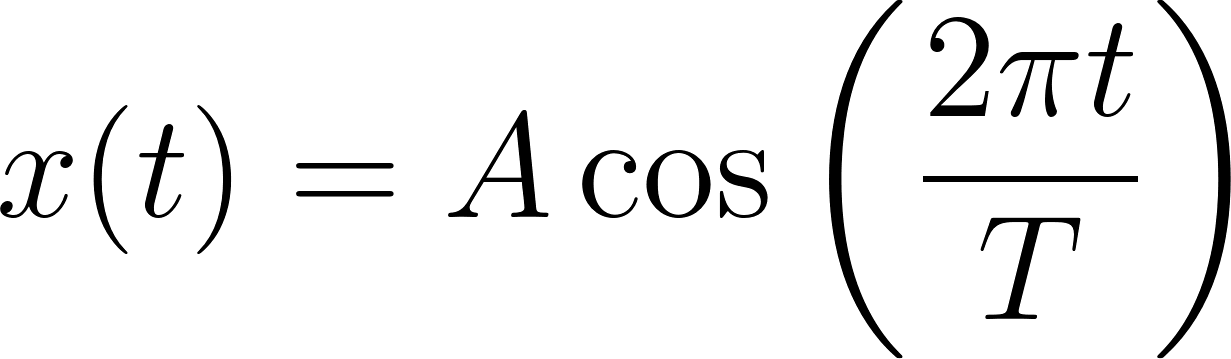 x(t) = A cos (2πt/T)